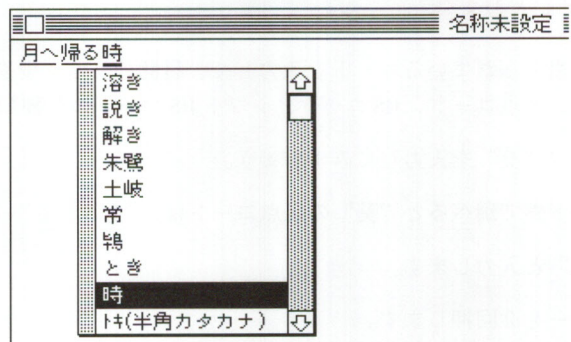 名称未設定
月へ帰る時
溶き
説き
解き
朱鷺
土岐
常
鴇
とき
時
ﾄｷ(半角カタカナ)